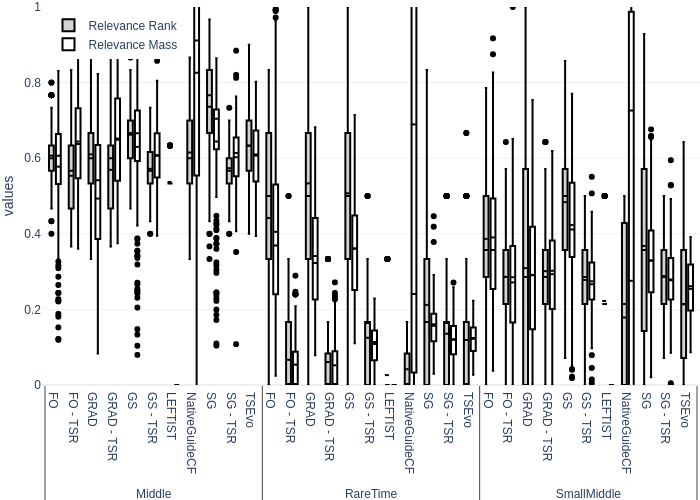 1
Relevance Rank
Relevance Mass
0.8
0.6
values
0.4
0.2
0
FO
FO - TSR
GRAD
GRAD - TSR
GS
GS - TSR
LEFTIST
NativeGuideCF
SG
SG - TSR
TSEvo
FO
FO - TSR
GRAD
GRAD - TSR
GS
GS - TSR
LEFTIST
NativeGuideCF
SG
SG - TSR
TSEvo
FO
FO - TSR
GRAD
GRAD - TSR
GS
GS - TSR
LEFTIST
NativeGuideCF
SG
SG - TSR
TSEvo
Middle
RareTime
SmallMiddle